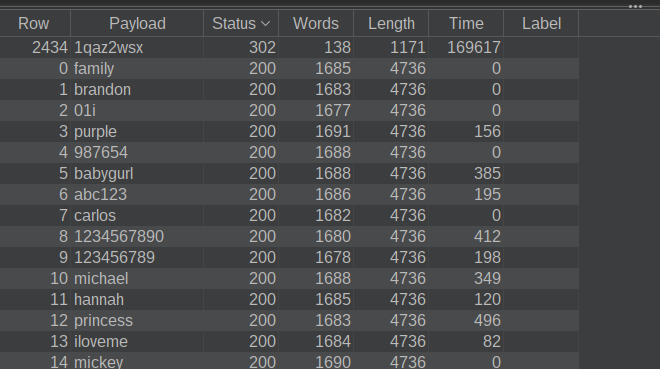 Row Payload Status Words Length Time Label
2434 1qaz2wsx 302 138 1171 169617
0 family 200 1685 4736 0
1 brandon 200 1683 4736 0
2 01i 200 1677 4736 0
3 purple 200 1691 4736 156
4 987654 200 1688 4736 0
5 babygurl 200 1688 4736 385
6 abc123 200 1686 4736 195
7 carlos 200 1682 4736 0
8 1234567890 200 1680 4736 412
9 123456789 200 1678 4736 198
10 michael 200 1688 4736 349
11 hannah 200 1685 4736 120
12 princess 200 1683 4736 496
13 iloveme 200 1684 4736 82
14 mickey 200 1690 4736 0